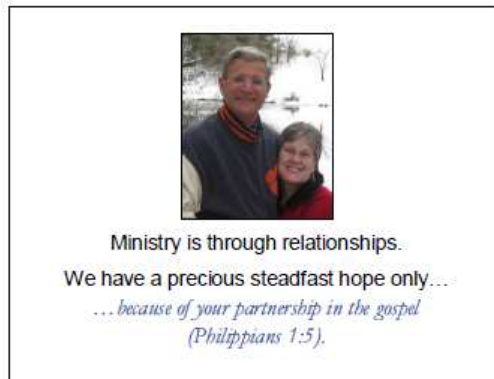 Ministry is through relationships.
We have a precious steadfast hope only…
…because of your partnership in the gospel
(Philippians 1:5).